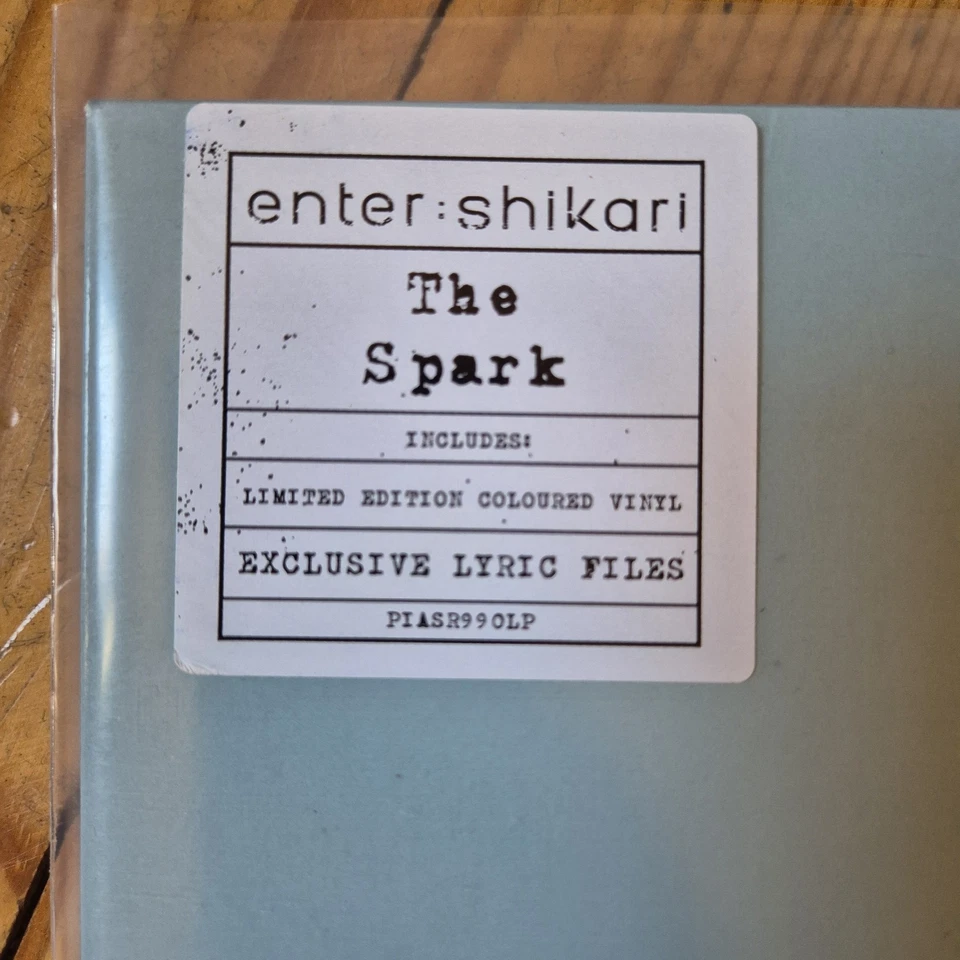 enter:shikari
The
Spark
INCLUDES:
LIMITED EDITION COLOURED VINYL
EXCLUSIVE LYRIC FILES
PIASR990LP